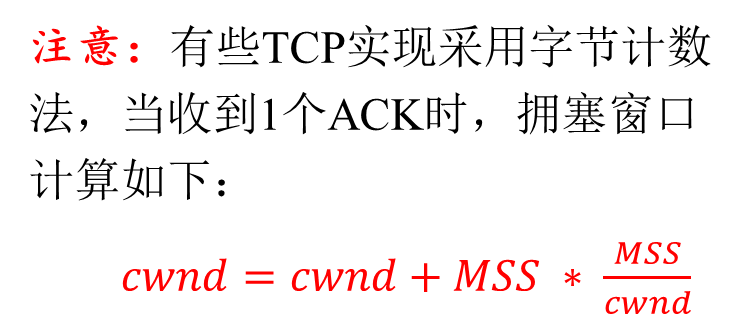 注意：有些TCP实现采用字节计数
法，当收到1个ACK时，拥塞窗口
计算如下：
cwnd = cwnd + MSS * MSS/cwnd